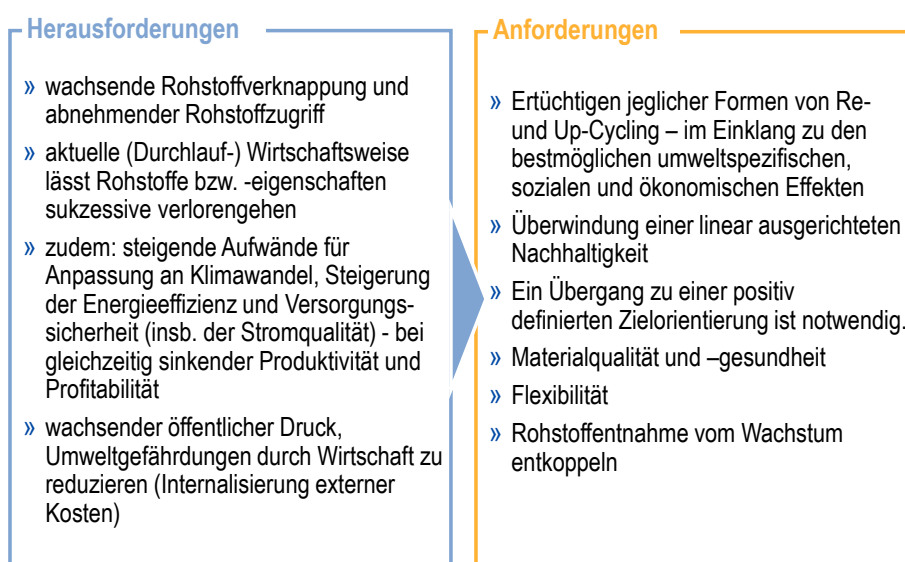 Herausforderungen
» wachsende Rohstoffverknappung und
abnehmender Rohstoffzugriff
» aktuelle (Durchlauf-) Wirtschaftsweise
lässt Rohstoffe bzw. -eigenschaften
sukzessive verlorengehen
» zudem: steigende Aufwände für
Anpassung an Klimawandel, Steigerung
der Energieeffizienz und Versorgungs-
sicherheit (insb. der Stromqualität) - bei
gleichzeitig sinkender Produktivität und
Profitabilität
» wachsender öffentlicher Druck,
Umweltgefährdungen durch Wirtschaft zu
reduzieren (Internalisierung externer
Kosten)
Anforderungen
» Ertüchtigen jeglicher Formen von Re-
und Up-Cycling – im Einklang zu den
bestmöglichen umweltspezifischen,
sozialen und ökonomischen Effekten
» Überwindung einer linear ausgerichteten
Nachhaltigkeit
» Ein Übergang zu einer positiv
definierten Zielorientierung ist notwendig.
» Materialqualität und –gesundheit
» Flexibilität
» Rohstoffentnahme vom Wachstum
entkoppeln